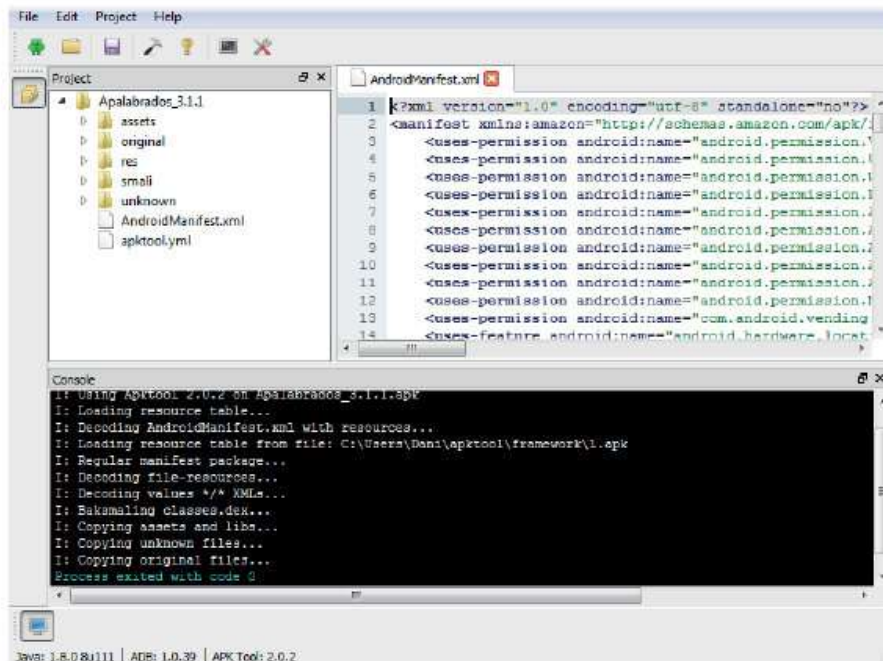 File Edit Project Help
Project
Apalabrados_3.1.1
assets
original
res
smali
unknown
AndroidManifest.xml
apktool.yml
AndroidManifest.xml
1 <?xml version="1.0" encoding="utf-8" standalone="no"?>
2 <manifest xmlns:amazon="http://schemas.amazon.com/apk/
3 <uses-permission android:name="android.permission.
4 <uses-permission android:name="android.permission.
5 <uses-permission android:name="android.permission.
6 <uses-permission android:name="android.permission.
7 <uses-permission android:name="android.permission.
8 <uses-permission android:name="android.permission.
9 <uses-permission android:name="android.permission.
10 <uses-permission android:name="android.permission.
11 <uses-permission android:name="android.permission.
12 <uses-permission android:name="android.permission.
13 <uses-permission android:name="com.android.vending
14 <uses-feature android:name="android.hardware.locat
Console
I: Using Apktool 2.0.2 on Apalabrados_3.1.1.apk
I: Loading resource table...
I: Decoding AndroidManifest.xml with resources...
I: Loading resource table from file: C:\Users\Dani\apktool\framework\1.apk
I: Regular manifest package...
I: Decoding file-resources...
I: Decoding values */* XMLs...
I: Baksmaling classes.dex...
I: Copying assets and libs...
I: Copying unknown files...
I: Copying original files...
Process exited with code 0
Java: 1.8.0 8u111 | ADB: 1.0.39 | APK Tool: 2.0.2